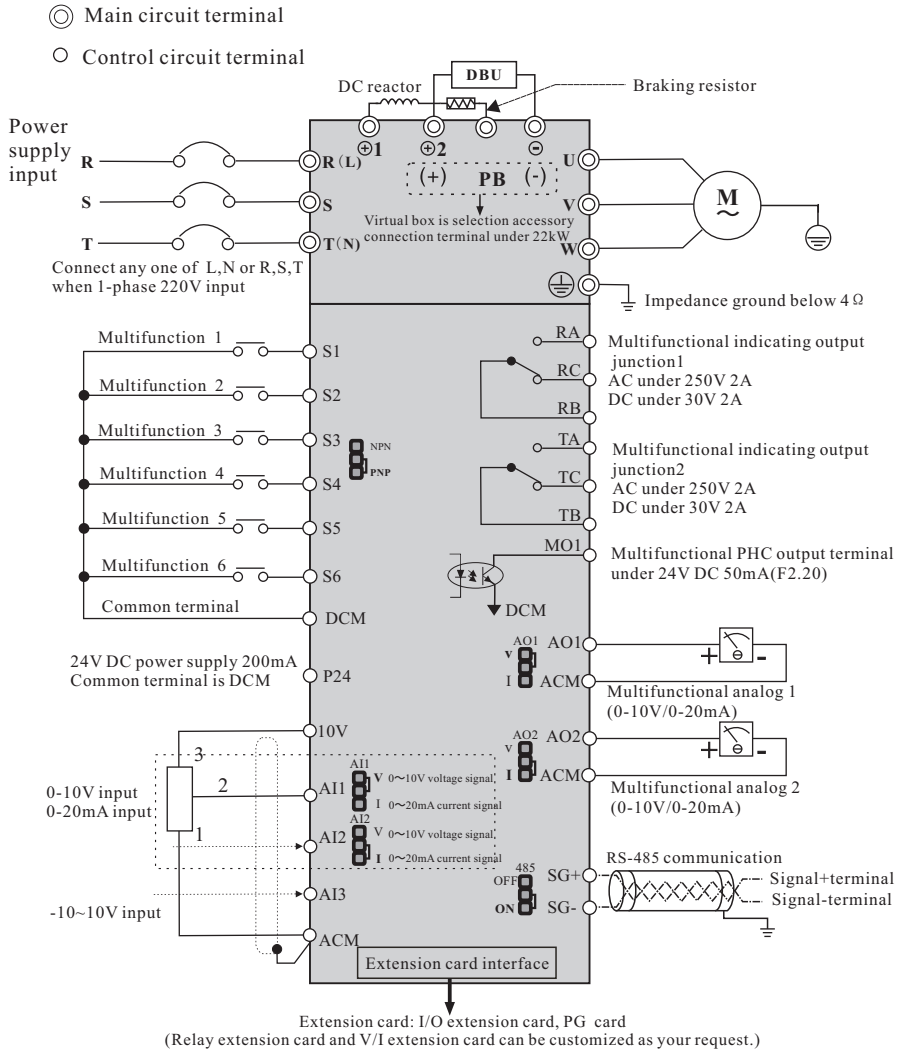 Main circuit terminal
Control circuit terminal
DBU
DC reactor
Braking resistor
Power
supply
input
⊕1
⊕2
⊖
R
R(L)
(+) PB (-)
U
S
S
V
M
~
Virtual box is selection accessory
connection terminal under 22kW
T
T(N)
W
Connect any one of L,N or R,S,T
when 1-phase 220V input
Impedance ground below 4Ω
Multifunction 1
S1
Multifunction 2
S2
Multifunction 3
S3
Multifunction 4
S4
Multifunction 5
S5
Multifunction 6
S6
Common terminal
DCM
NPN
PNP
RA
RC
RB
Multifunctional indicating output
junction1
AC under 250V 2A
DC under 30V 2A
TA
TC
TB
Multifunctional indicating output
junction2
AC under 250V 2A
DC under 30V 2A
MO1
Multifunctional PHC output terminal
under 24V DC 50mA(F2.20)
DCM
24V DC power supply 200mA
Common terminal is DCM
P24
AO1
V
I
AO1
ACM
+ -
Multifunctional analog 1
(0-10V/0-20mA)
AO2
V
I
AO2
ACM
+ -
Multifunctional analog 2
(0-10V/0-20mA)
10V
3
2
1
0-10V input
0-20mA input
AI1
AI1
V 0～10V voltage signal
I 0～20mA current signal
AI2
AI2
V 0～10V voltage signal
I 0～20mA current signal
-10~10V input
AI3
ACM
485
OFF
ON
SG+
SG-
RS-485 communication
Signal+terminal
Signal-terminal
Extension card interface
Extension card: I/O extension card, PG card
(Relay extension card and V/I extension card can be customized as your request.)